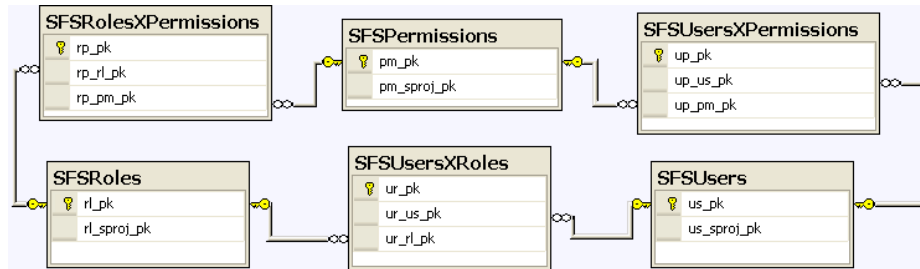 SFSRolesXPermissions
rp_pk
rp_rl_pk
rp_pm_pk
SFSPermissions
pm_pk
pm_sproj_pk
SFSUsersXPermissions
up_pk
up_us_pk
up_pm_pk
SFSRoles
rl_pk
rl_sproj_pk
SFSUsersXRoles
ur_pk
ur_us_pk
ur_rl_pk
SFSUsers
us_pk
us_sproj_pk